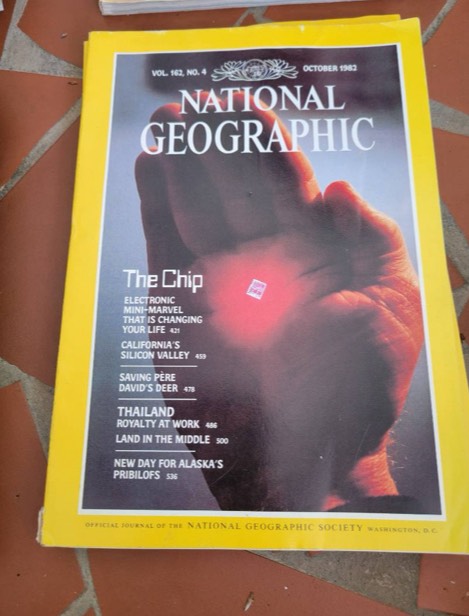 VOL. 162, NO. 4 OCTOBER 1982
NATIONAL
GEOGRAPHIC
The Chip
ELECTRONIC
MINI-MARVEL
THAT IS CHANGING
YOUR LIFE 421
CALIFORNIA'S
SILICON VALLEY 459
SAVING PÈRE
DAVID'S DEER 478
THAILAND
ROYALTY AT WORK 486
LAND IN THE MIDDLE 500
NEW DAY FOR ALASKA'S
PRIBILOFS 536
OFFICIAL JOURNAL OF THE NATIONAL GEOGRAPHIC SOCIETY WASHINGTON, D.C.